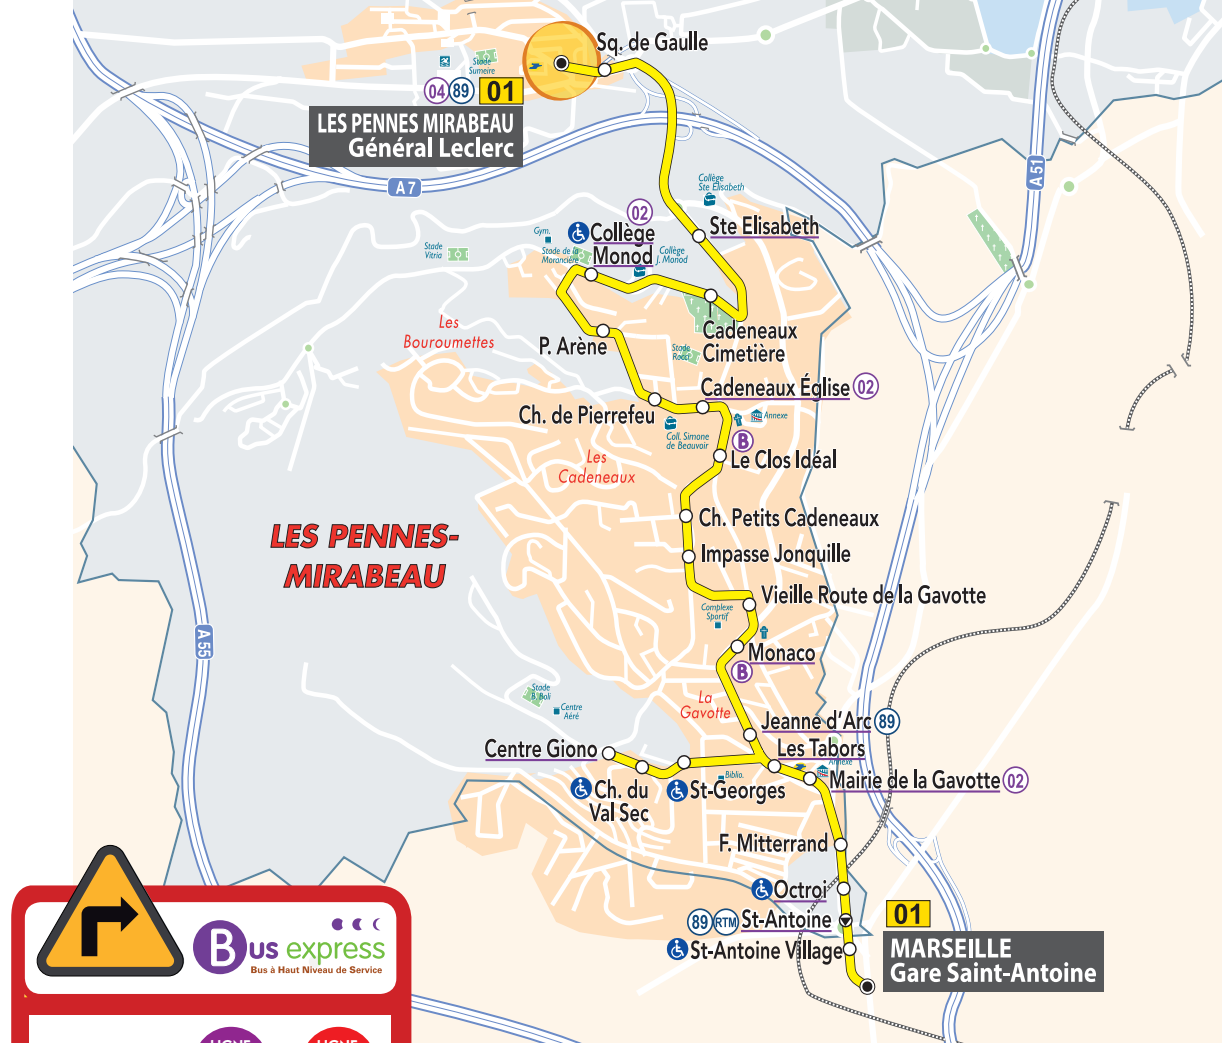 Sq. de Gaulle
Stade
Sumeire
04 89 01
LES PENNES MIRABEAU
Général Leclerc
A 7
A 51
Collège
Ste Elisabeth
02
Collège
Monod
Ste Elisabeth
Gym.
Stade de la
Morancière
Collège
J. Monod
Stade
Vitria
Les
Bouroumettes
Cadeneaux
Cimetière
P. Arène
Stade
Rocci
Cadeneaux Église 02
Ch. de Pierrefeu
Annexe
Coll. Simone
de Beauvoir
B
Le Clos Idéal
Les
Cadeneaux
Ch. Petits Cadeneaux
LES PENNES-
MIRABEAU
Impasse Jonquille
Vieille Route de la Gavotte
Complexe
Sportif
A 55
Monaco
B
Stade
B. Boli
Centre
Aéré
La
Gavotte
Jeanne d'Arc 89
Centre Giono
Les Tabors
Annexe
Biblio.
Mairie de la Gavotte 02
Ch. du
Val Sec
St-Georges
F. Mitterrand
Octroi
89 RTM St-Antoine
01
St-Antoine Village
MARSEILLE
Gare Saint-Antoine
Bus express
Bus à Haut Niveau de Service
LIGNE
LIGNE